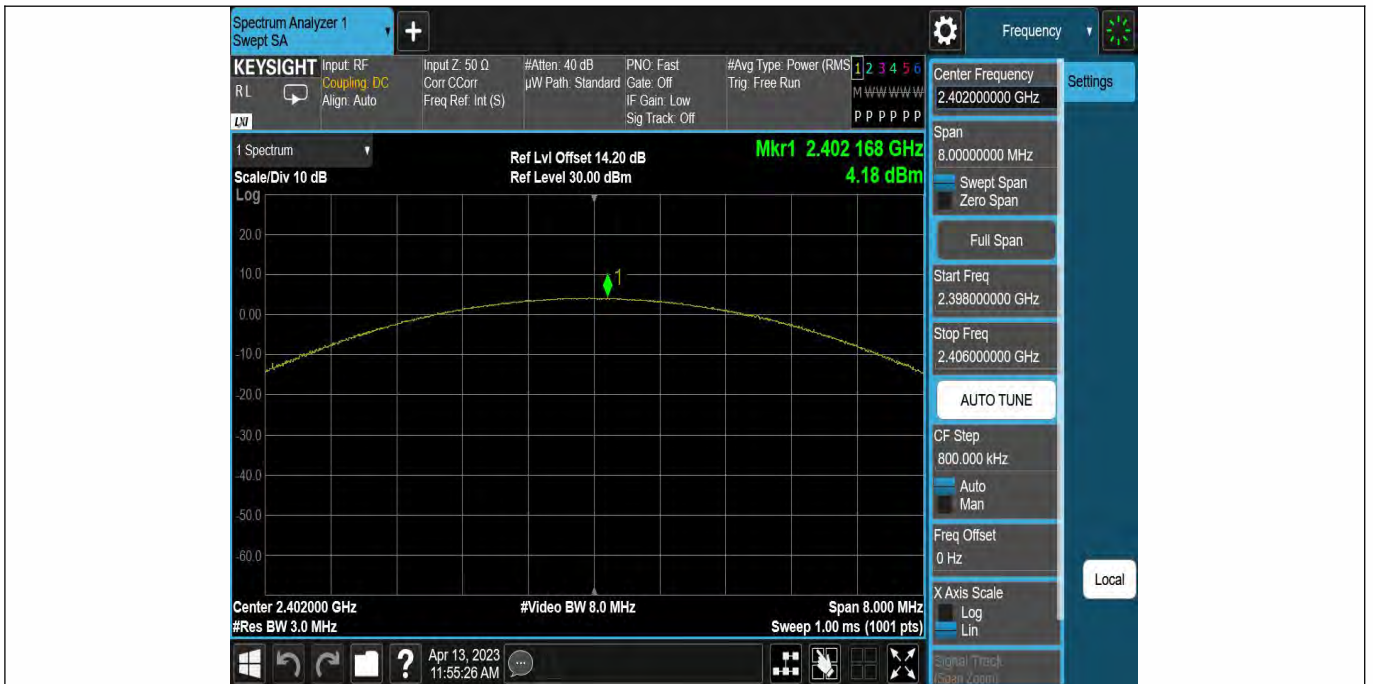 Spectrum Analyzer 1
Swept SA
+
Frequency
KEYSIGHT
RL
LXI
Input: RF
Coupling: DC
Align: Auto
Input Z: 50 Ω
Corr CCorr
Freq Ref: Int (S)
#Atten: 40 dB
µW Path: Standard
PNO: Fast
Gate: Off
IF Gain: Low
Sig Track: Off
#Avg Type: Power (RMS
Trig: Free Run
1 2 3 4 5 6
M W W W W W
P P P P P P
1 Spectrum
Scale/Div 10 dB
Ref Lvl Offset 14.20 dB
Ref Level 30.00 dBm
Mkr1 2.402 168 GHz
4.18 dBm
Log
20.0
10.0
0.00
-10.0
-20.0
-30.0
-40.0
-50.0
-60.0
1
Center 2.402000 GHz
#Res BW 3.0 MHz
#Video BW 8.0 MHz
Span 8.000 MHz
Sweep 1.00 ms (1001 pts)
Center Frequency
2.402000000 GHz
Settings
Span
8.00000000 MHz
Swept Span
Zero Span
Full Span
Start Freq
2.398000000 GHz
Stop Freq
2.406000000 GHz
AUTO TUNE
CF Step
800.000 kHz
Auto
Man
Freq Offset
0 Hz
X Axis Scale
Log
Lin
Signal Track
(Span Zoom)
Local
?
Apr 13, 2023
11:55:26 AM